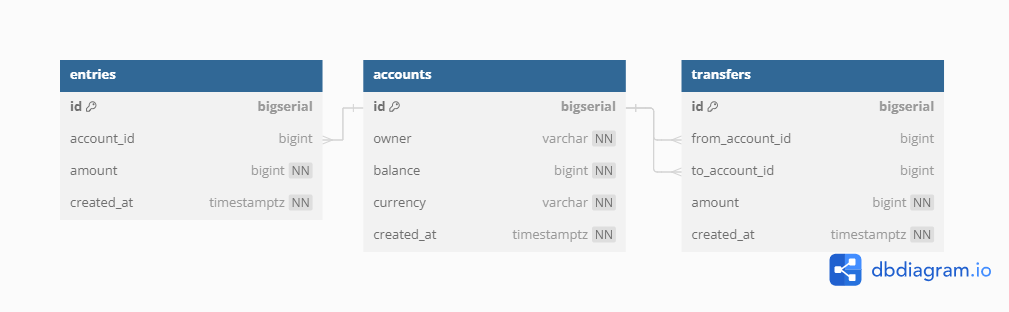 entries
id bigserial
account_id bigint
amount bigint NN
created_at timestamptz NN
accounts
id bigserial
owner varchar NN
balance bigint NN
currency varchar NN
created_at timestamptz NN
transfers
id bigserial
from_account_id bigint
to_account_id bigint
amount bigint NN
created_at timestamptz NN
dbdiagram.io